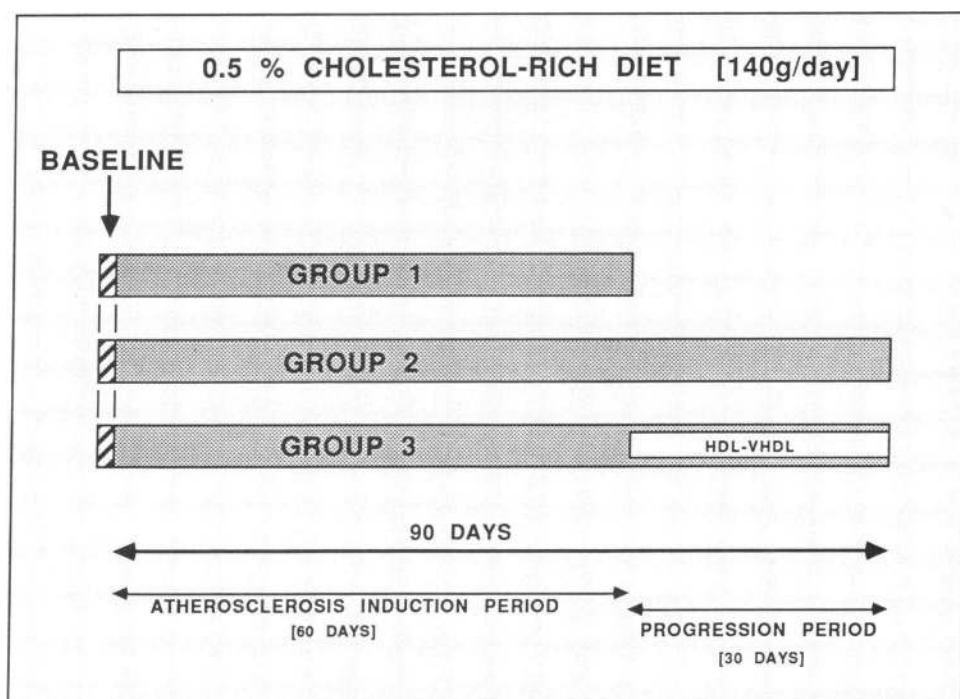 0.5 % CHOLESTEROL-RICH DIET [140g/day]
BASELINE
GROUP 1
GROUP 2
GROUP 3
HDL-VHDL
90 DAYS
ATHEROSCLEROSIS INDUCTION PERIOD
[60 DAYS]
PROGRESSION PERIOD
[30 DAYS]